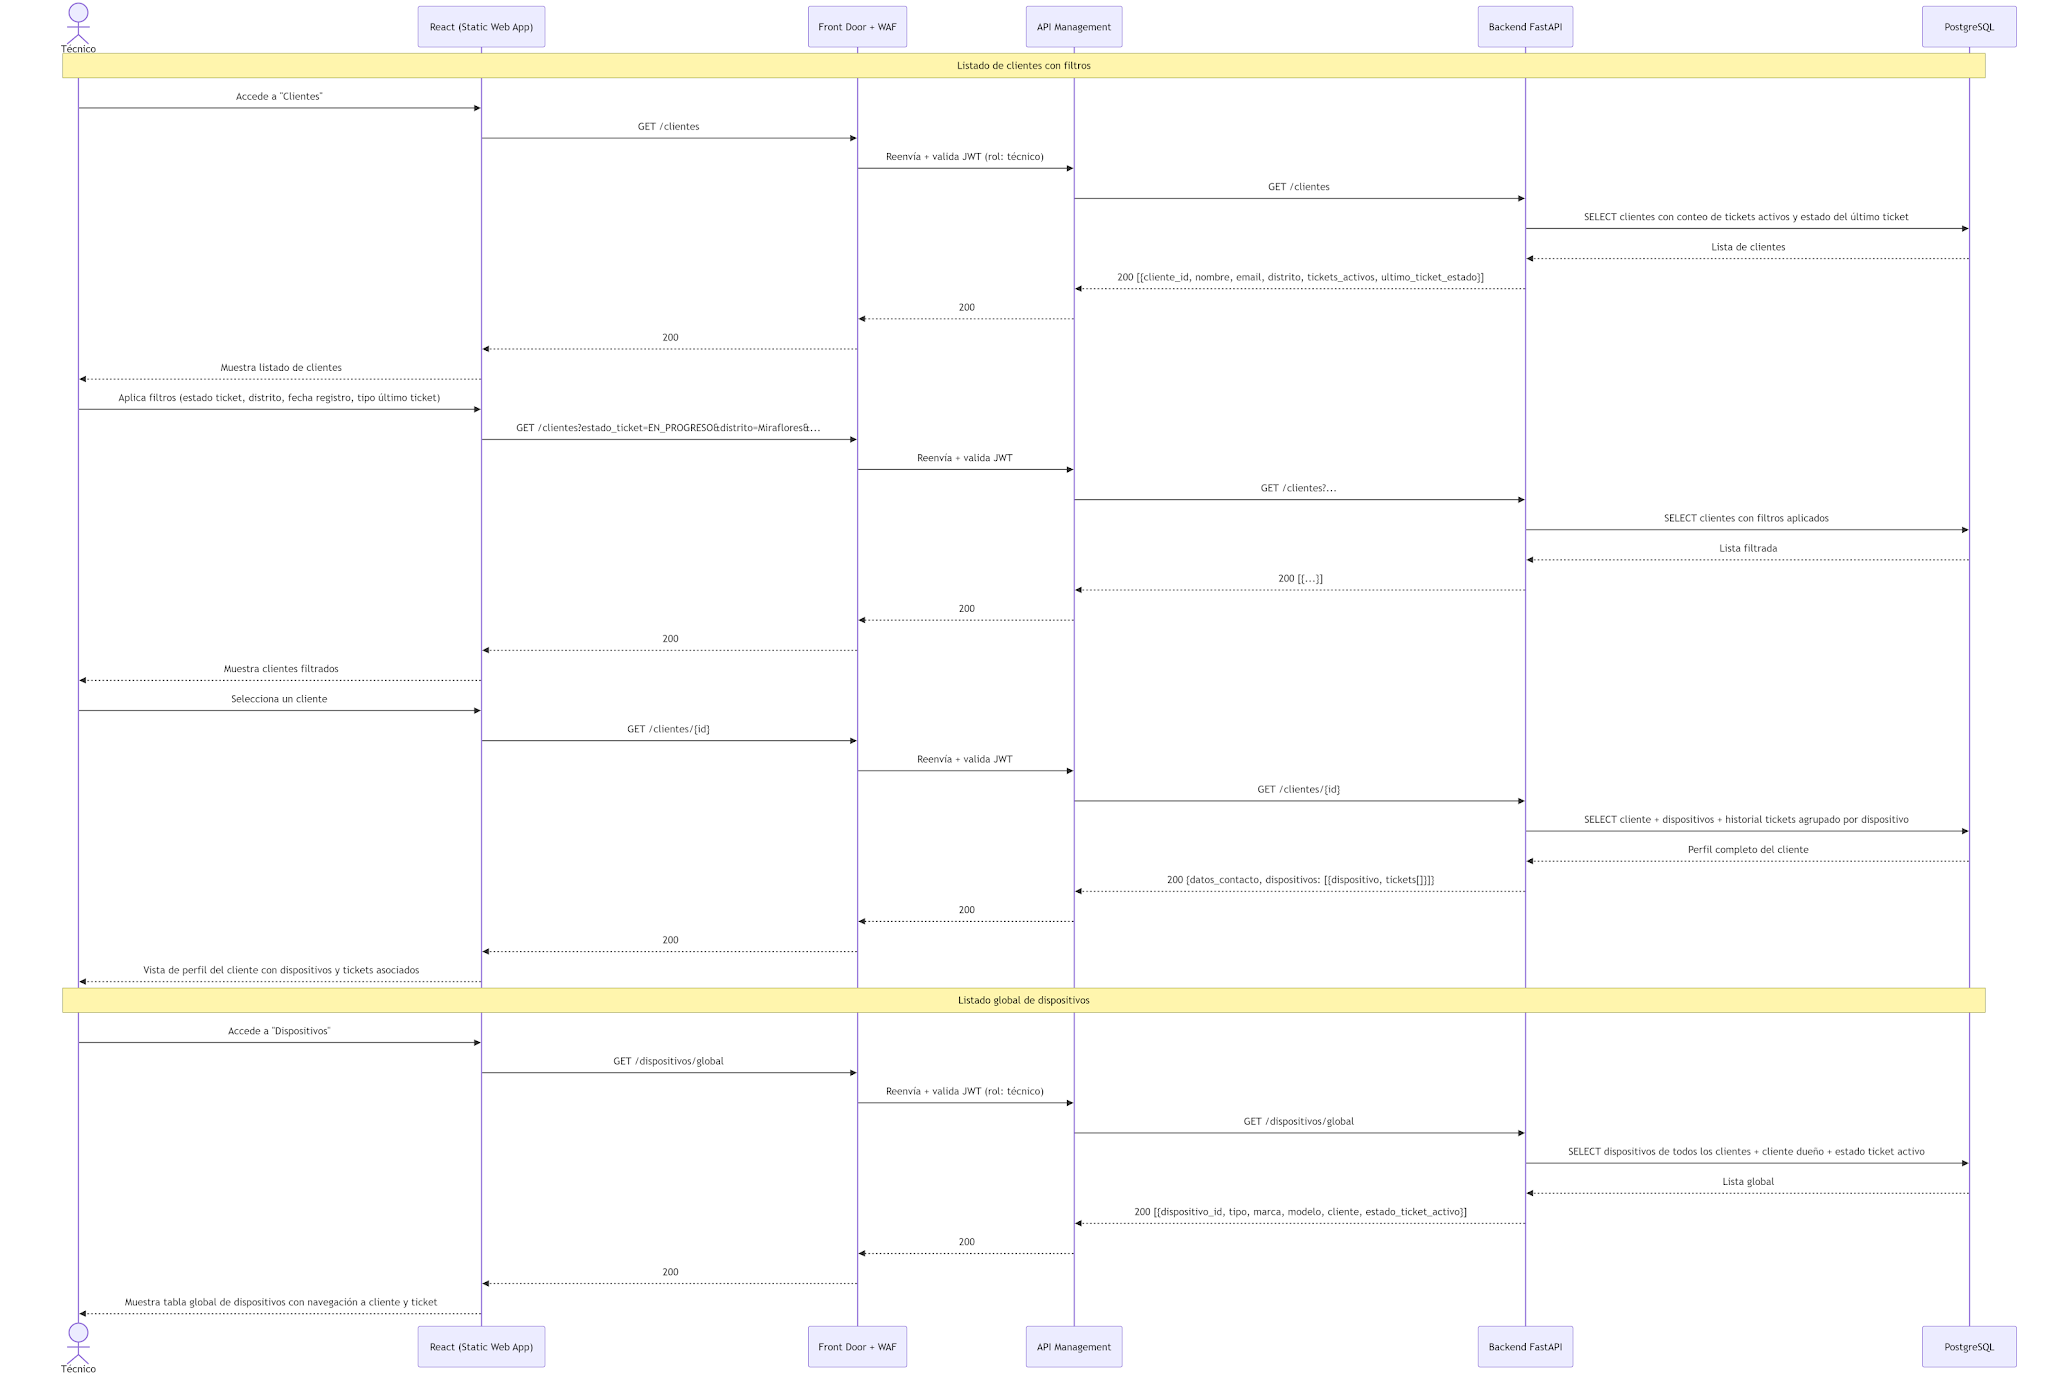 Técnico
React (Static Web App)
Front Door + WAF
API Management
Backend FastAPI
PostgreSQL
Listado de clientes con filtros
Accede a "Clientes"
GET /clientes
Reenvía + valida JWT (rol: técnico)
GET /clientes
SELECT clientes con conteo de tickets activos y estado del último ticket
Lista de clientes
200 [{cliente_id, nombre, email, distrito, tickets_activos, ultimo_ticket_estado}]
200
200
Muestra listado de clientes
Aplica filtros (estado ticket, distrito, fecha registro, tipo último ticket)
GET /clientes?estado_ticket=EN_PROGRESO&distrito=Miraflores&...
Reenvía + valida JWT
GET /clientes?...
SELECT clientes con filtros aplicados
Lista filtrada
200 [{...}]
200
200
Muestra clientes filtrados
Selecciona un cliente
GET /clientes/{id}
Reenvía + valida JWT
GET /clientes/{id}
SELECT cliente + dispositivos + historial tickets agrupado por dispositivo
Perfil completo del cliente
200 {datos_contacto, dispositivos: [{dispositivo, tickets[]}]}
200
200
Vista de perfil del cliente con dispositivos y tickets asociados
Listado global de dispositivos
Accede a "Dispositivos"
GET /dispositivos/global
Reenvía + valida JWT (rol: técnico)
GET /dispositivos/global
SELECT dispositivos de todos los clientes + cliente dueño + estado ticket activo
Lista global
200 [{dispositivo_id, tipo, marca, modelo, cliente, estado_ticket_activo}]
200
200
Muestra tabla global de dispositivos con navegación a cliente y ticket
Técnico
React (Static Web App)
Front Door + WAF
API Management
Backend FastAPI
PostgreSQL